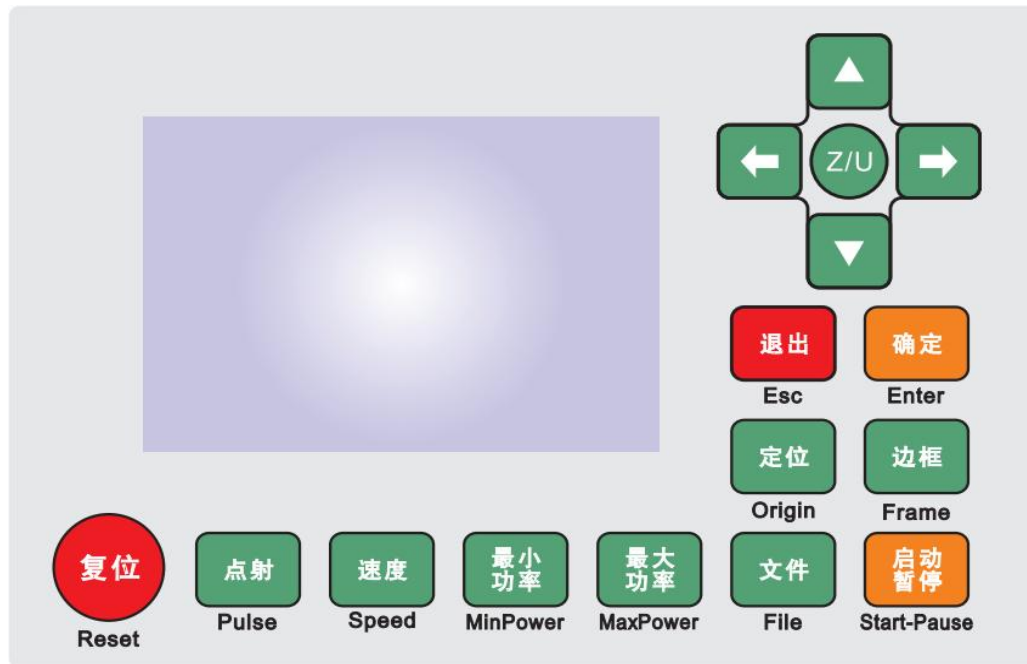 Z/U
退出
确定
Esc
Enter
定位
边框
Origin
Frame
复位
点射
速度
最小
功率
最大
功率
文件
启动
暂停
Reset
Pulse
Speed
MinPower
MaxPower
File
Start-Pause